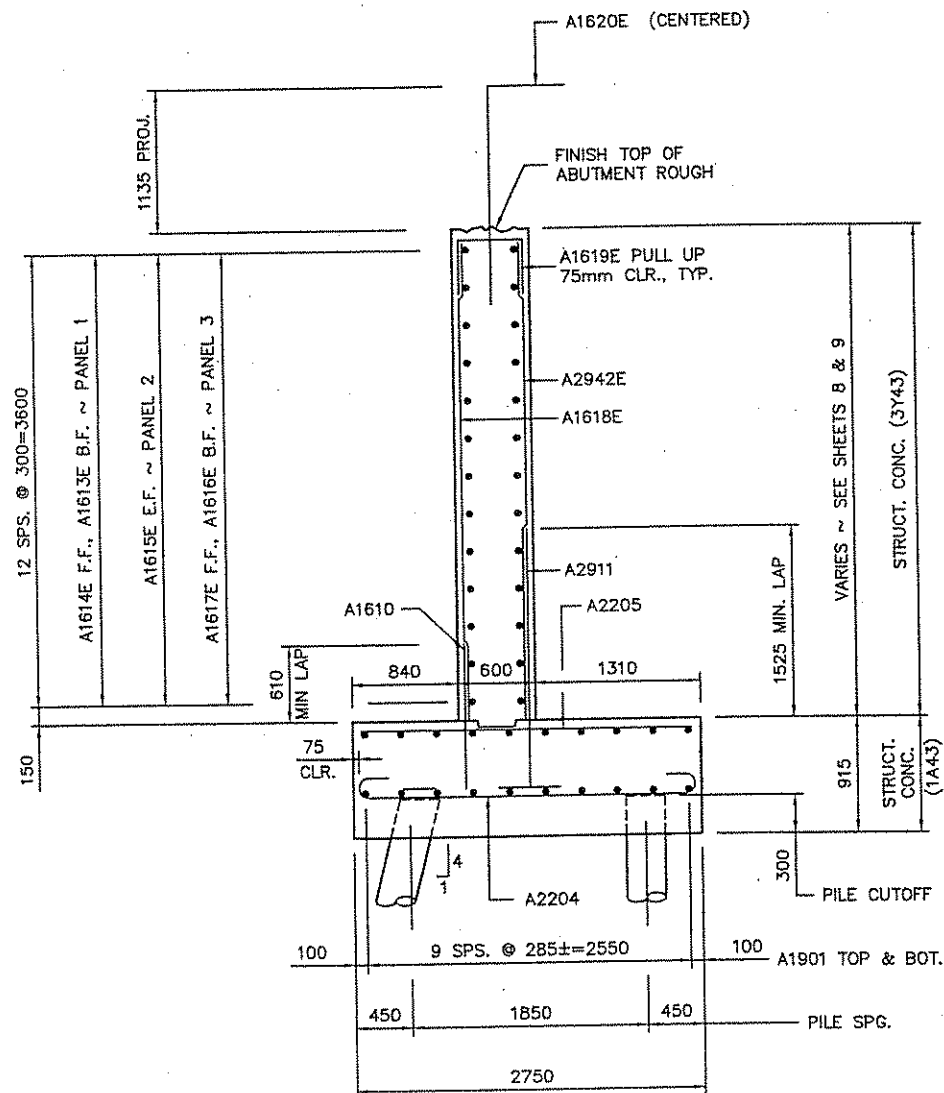 A1620E (CENTERED)
1135 PROJ.
FINISH TOP OF
ABUTMENT ROUGH
A1619E PULL UP
75mm CLR., TYP.
12 SPS. @ 300=3600
A1614E F.F., A1613E B.F. ~ PANEL 1
A1615E E.F. ~ PANEL 2
A1617E F.F., A1616E B.F. ~ PANEL 3
A2942E
A1618E
VARIES ~ SEE SHEETS 8 & 9
STRUCT. CONC. (3Y43)
A2911
A1610
A2205
1525 MIN. LAP
610
MIN LAP
840
600
1310
150
75
CLR.
915
STRUCT.
CONC.
(1A43)
4
1
A2204
300
PILE CUTOFF
100
9 SPS. @ 285±=2550
100
A1901 TOP & BOT.
450
1850
450
PILE SPG.
2750